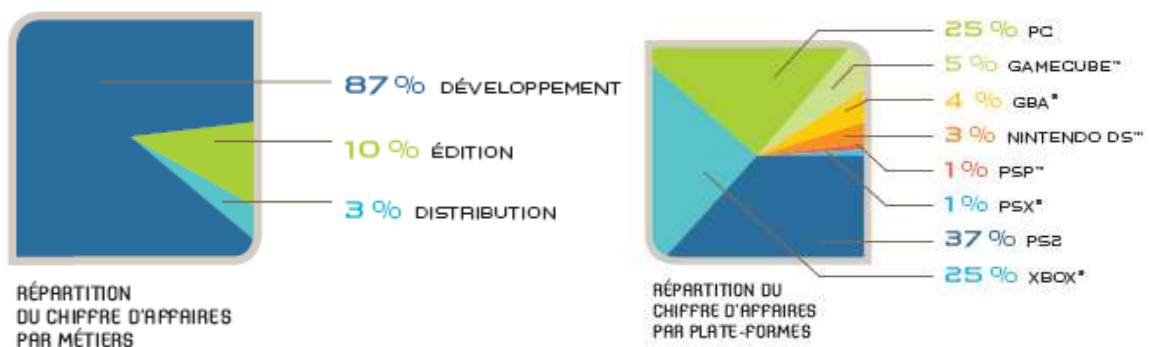 87 % DÉVELOPPEMENT
10 % ÉDITION
3 % DISTRIBUTION
RÉPARTITION
DU CHIFFRE D'AFFAIRES
PAR MÉTIERS
25 % PC
5 % GAMECUBE™
4 % GBA®
3 % NINTENDO DS™
1 % PSP™
1 % PSX®
37 % PS2
25 % XBOX®
RÉPARTITION DU
CHIFFRE D'AFFAIRES
PAR PLATE-FORMES